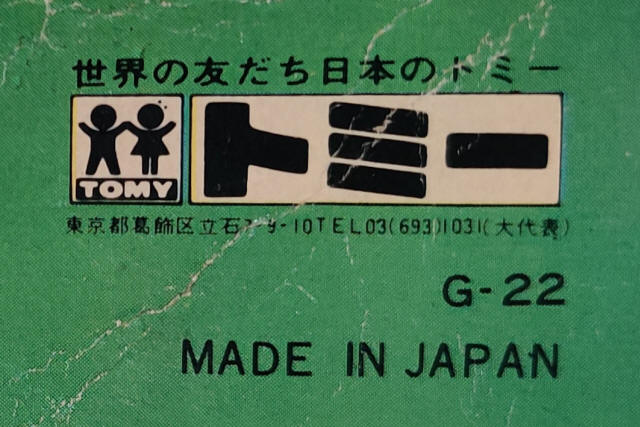 世界の友だち日本のトミー
TOMY
トミー
東京都葛飾区立石7-9-10TEL03(693)1031(大代表)
G-22
MADE IN JAPAN